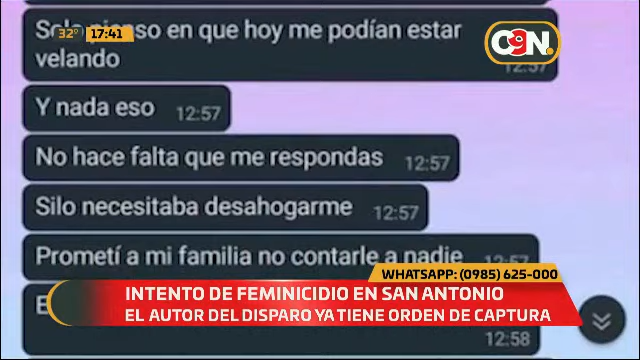 Solo pienso en que hoy me podían estar
velando
12:57
32° 17:41
C9N.
Y nada eso 12:57
No hace falta que me respondas 12:57
Silo necesitaba desahogarme 12:57
Prometí a mi familia no contarle a nadie 12:57
E
12:58
WHATSAPP: (0985) 625-000
INTENTO DE FEMINICIDIO EN SAN ANTONIO
EL AUTOR DEL DISPARO YA TIENE ORDEN DE CAPTURA